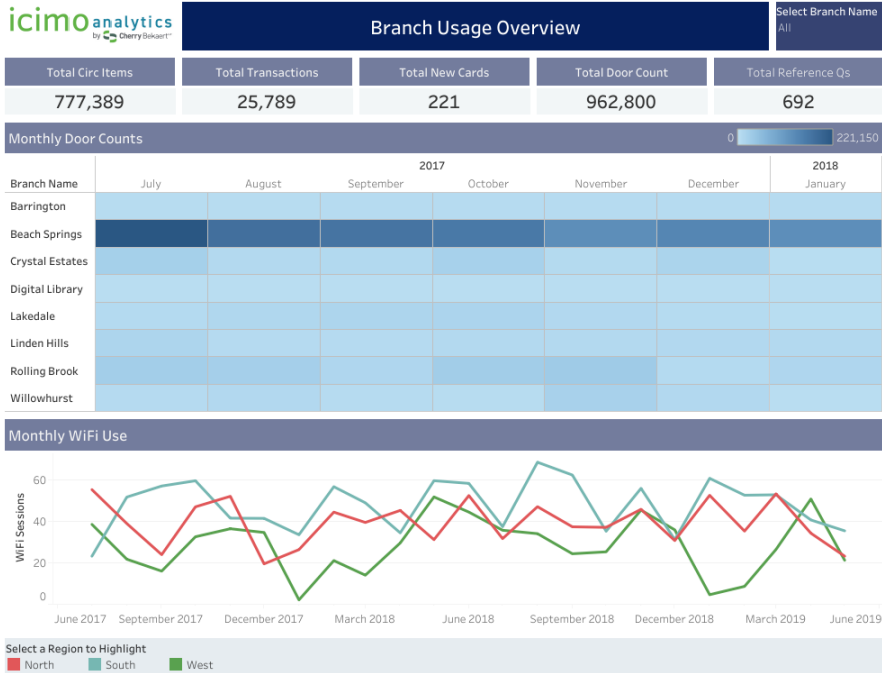 icimo analytics
by Cherry Bekaert
Branch Usage Overview
Select Branch Name
All
Total Circ Items
777,389
Total Transactions
25,789
Total New Cards
221
Total Door Count
962,800
Total Reference Qs
692
Monthly Door Counts
0 221,150
2017 2018
Branch Name July August September October November December January
Barrington
Beach Springs
Crystal Estates
Digital Library
Lakedale
Linden Hills
Rolling Brook
Willowhurst
Monthly WiFi Use
WiFi Sessions
60
40
20
0
June 2017 September 2017 December 2017 March 2018 June 2018 September 2018 December 2018 March 2019 June 2019
Select a Region to Highlight
North South West